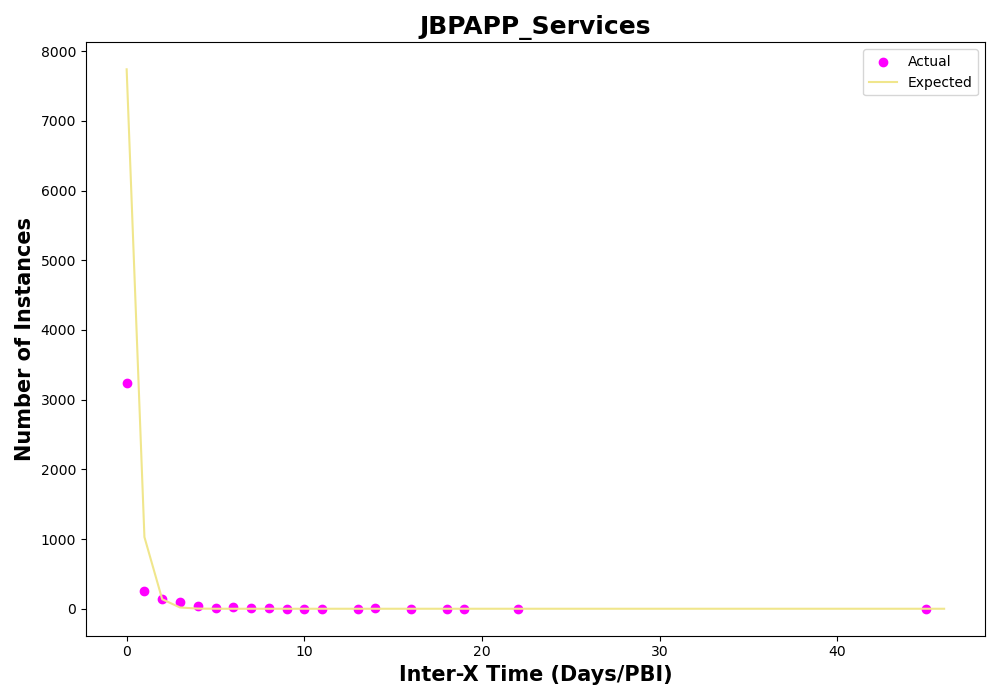 JBPAPP_Services
Actual
Expected
8000
7000
6000
5000
4000
3000
2000
1000
0
Number of Instances
0 10 20 30 40
Inter-X Time (Days/PBI)